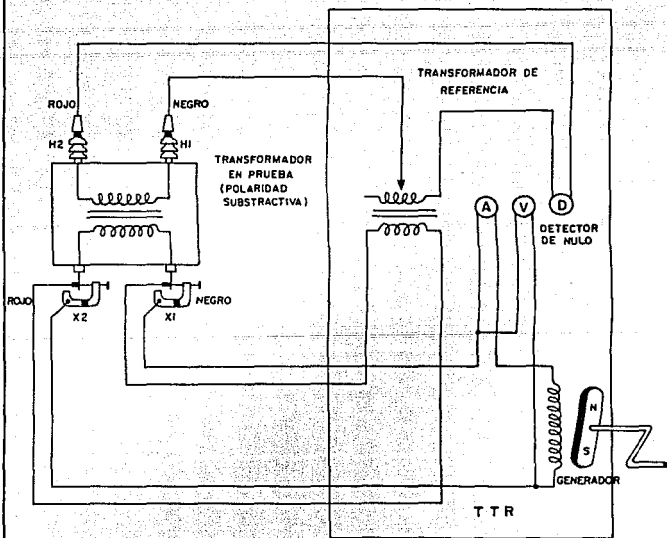 TRANSFORMADOR DE
REFERENCIA
ROJO
NEGRO
H2
H1
TRANSFORMADOR
EN PRUEBA
(POLARIDAD
SUBSTRACTIVA)
A
V
D
DETECTOR
DE NULO
ROJO
X2
X1
NEGRO
N
S
GENERADOR
TTR